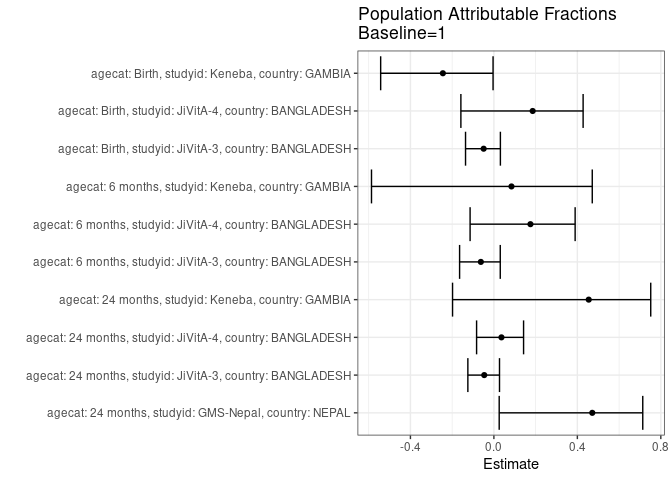 Population Attributable Fractions
Baseline=1
agecat: Birth, studyid: Keneba, country: GAMBIA
agecat: Birth, studyid: JiVitA-4, country: BANGLADESH
agecat: Birth, studyid: JiVitA-3, country: BANGLADESH
agecat: 6 months, studyid: Keneba, country: GAMBIA
agecat: 6 months, studyid: JiVitA-4, country: BANGLADESH
agecat: 6 months, studyid: JiVitA-3, country: BANGLADESH
agecat: 24 months, studyid: Keneba, country: GAMBIA
agecat: 24 months, studyid: JiVitA-4, country: BANGLADESH
agecat: 24 months, studyid: JiVitA-3, country: BANGLADESH
agecat: 24 months, studyid: GMS-Nepal, country: NEPAL
-0.4 0.0 0.4 0.8
Estimate